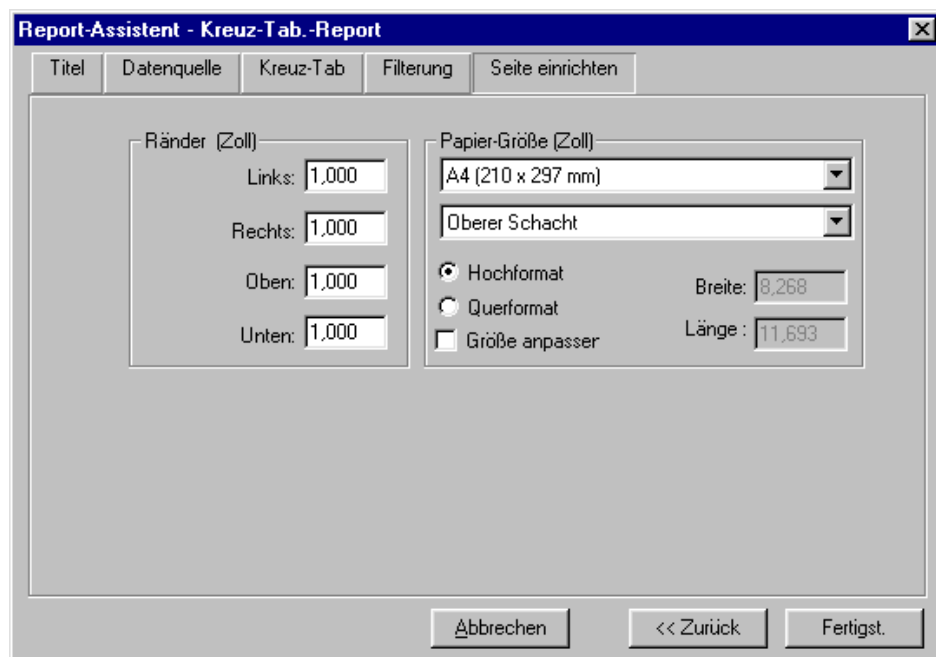 Report-Assistent - Kreuz-Tab.-Report
Titel Datenquelle Kreuz-Tab Filterung Seite einrichten
Ränder (Zoll)
Links: 1,000
Rechts: 1,000
Oben: 1,000
Unten: 1,000
Papier-Größe (Zoll)
A4 (210 x 297 mm)
Oberer Schacht
Hochformat
Querformat
Größe anpasser
Breite: 8,268
Länge : 11,693
Abbrechen << Zurück Fertigst.